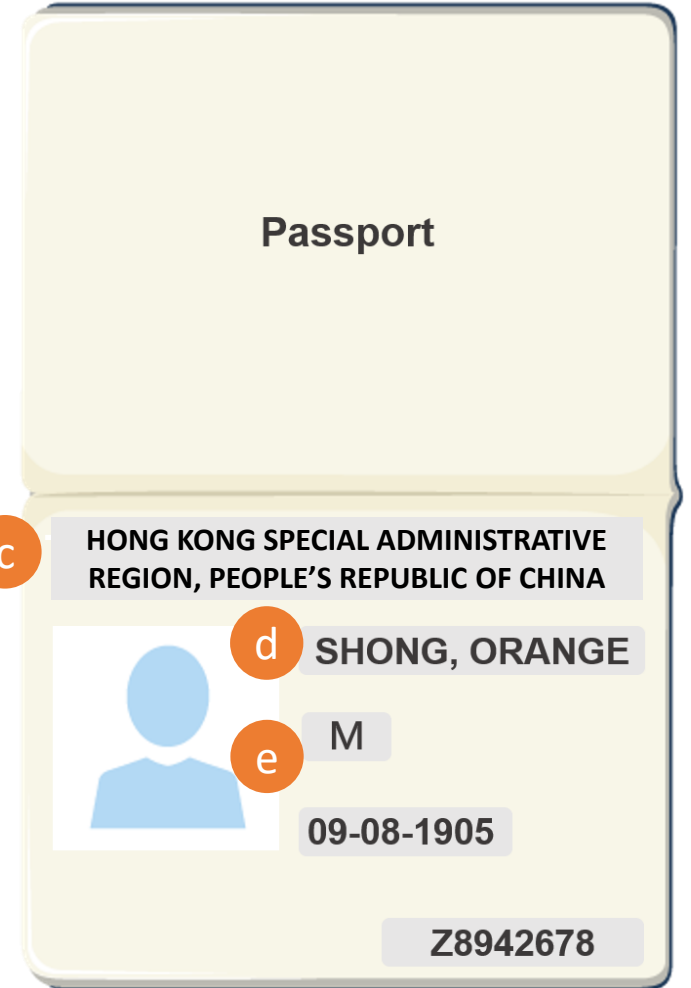 Passport
c
HONG KONG SPECIAL ADMINISTRATIVE
REGION, PEOPLE’S REPUBLIC OF CHINA
d
SHONG, ORANGE
M
e
09-08-1905
Z8942678